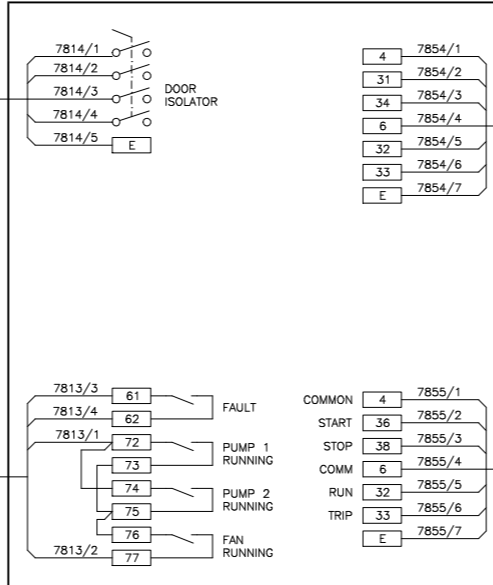 7814/1
7814/2
7814/3
7814/4
7814/5
E
DOOR
ISOLATOR
4 7854/1
31 7854/2
34 7854/3
6 7854/4
32 7854/5
33 7854/6
E 7854/7
7813/3 61
7813/4 62
FAULT
7813/1 72
73
PUMP 1
RUNNING
74
75
PUMP 2
RUNNING
76
7813/2 77
FAN
RUNNING
COMMON 4 7855/1
START 36 7855/2
STOP 38 7855/3
COMM 6 7855/4
RUN 32 7855/5
TRIP 33 7855/6
E 7855/7